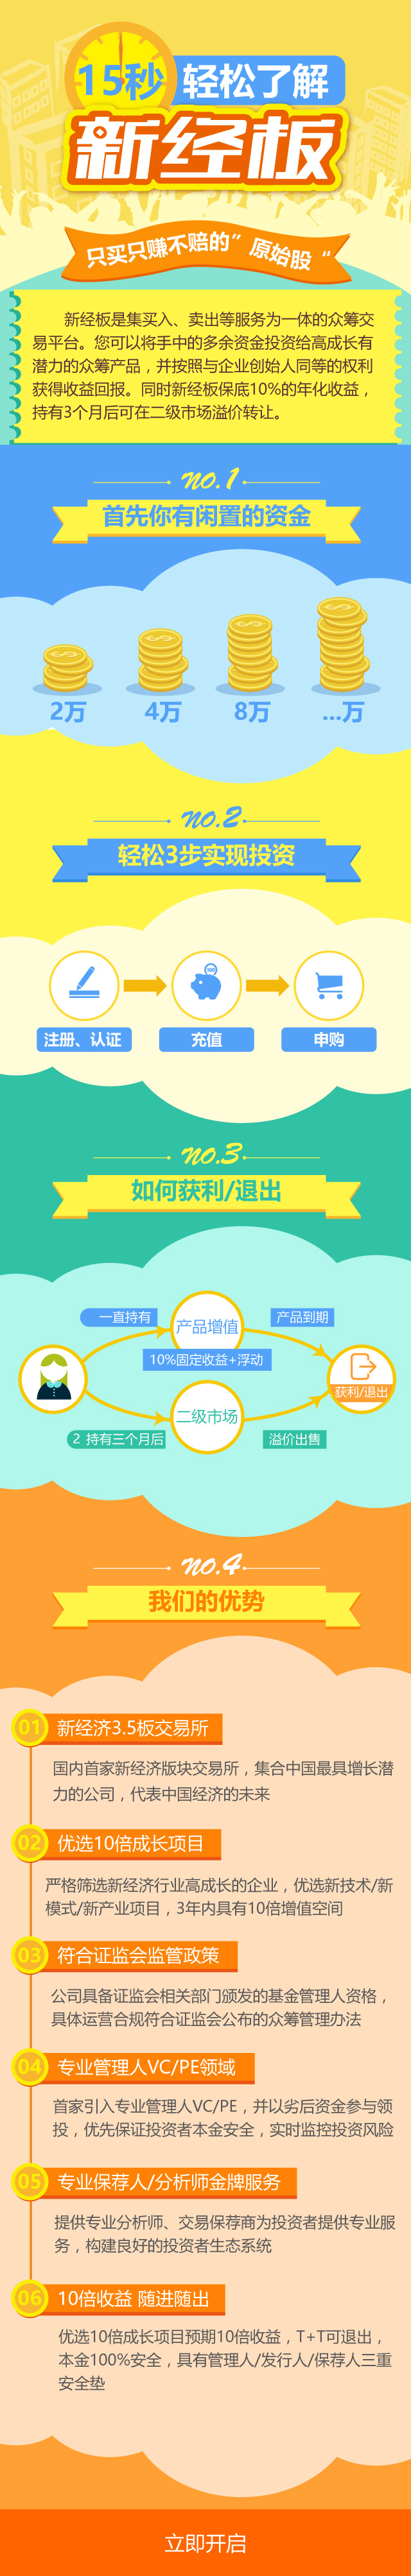 15秒 轻松了解
新经板
只买只赚不赔的”原始股“
新经板是集买入、卖出等服务为一体的众筹交
易平台。您可以将手中的多余资金投资给高成长有
潜力的众筹产品，并按照与企业创始人同等的权利
获得收益回报。同时新经板保底10%的年化收益，
持有3个月后可在二级市场溢价转让。
NO.1
首先你有闲置的资金
2万 4万 8万 ...万
NO.2
轻松3步实现投资
100
注册、认证 充值 申购
NO.3
如何获利/退出
一直持有 产品增值 产品到期
10%固定收益+浮动
获利/退出
二级市场
2 持有三个月后 溢价出售
NO.4
我们的优势
01 新经济3.5板交易所
国内首家新经济版块交易所，集合中国最具增长潜
力的公司，代表中国经济的未来
02 优选10倍成长项目
严格筛选新经济行业高成长的企业，优选新技术/新
模式/新产业项目，3年内具有10倍增值空间
03 符合证监会监管政策
公司具备证监会相关部门颁发的基金管理人资格，
具体运营合规符合证监会公布的众筹管理办法
04 专业管理人VC/PE领域
首家引入专业管理人VC/PE，并以劣后资金参与领
投，优先保证投资者本金安全，实时监控投资风险
05 专业保荐人/分析师金牌服务
提供专业分析师、交易保荐商为投资者提供专业服
务，构建良好的投资者生态系统
06 10倍收益 随进随出
优选10倍成长项目预期10倍收益，T+T可退出，
本金100%安全，具有管理人/发行人/保荐人三重
安全垫
立即开启